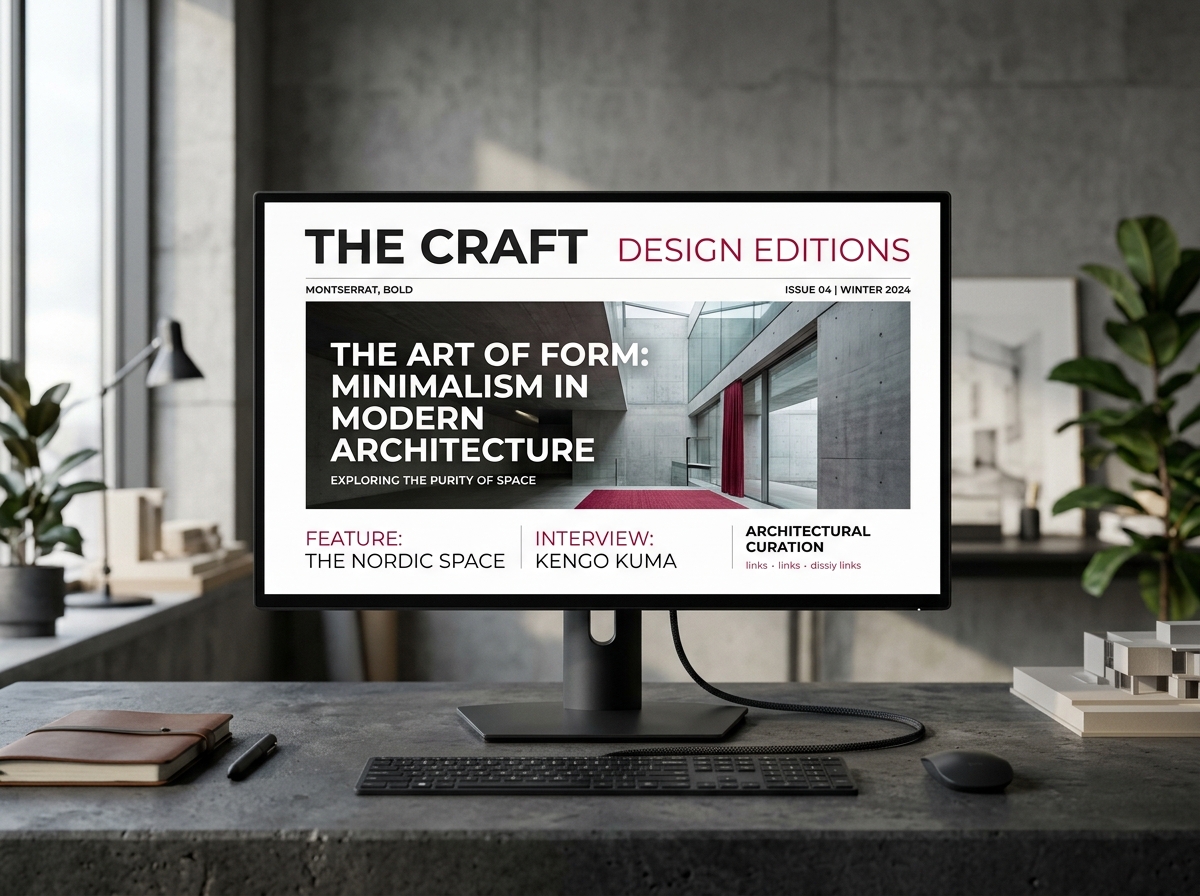 THE CRAFT DESIGN EDITIONS
MONTSERRAT, BOLD
ISSUE 04 | WINTER 2024
THE ART OF FORM:
MINIMALISM IN
MODERN
ARCHITECTURE
EXPLORING THE PURITY OF SPACE
FEATURE:
THE NORDIC SPACE
INTERVIEW:
KENGO KUMA
ARCHITECTURAL
CURATION
links · links · dissiy links